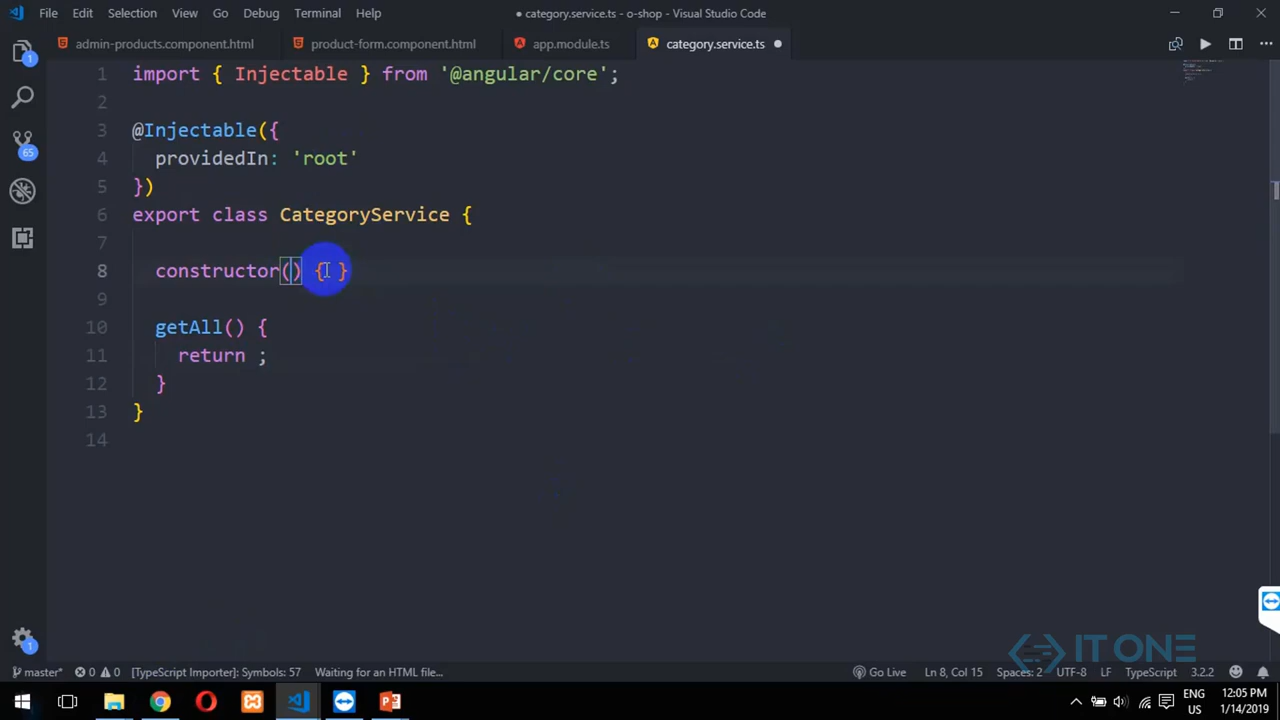 File Edit Selection View Go Debug Terminal Help
● category.service.ts - o-shop - Visual Studio Code
admin-products.component.html product-form.component.html app.module.ts category.service.ts ●
1 import { Injectable } from '@angular/core';
2
3 @Injectable({
4 providedIn: 'root'
5 })
6 export class CategoryService {
7
8 constructor() { }
9
10 getAll() {
11 return ;
12 }
13 }
14
1
65
1
IT ONE
master* 0 0 [TypeScript Importer]: Symbols: 57 Waiting for an HTML file... Go Live Ln 8, Col 15 Spaces: 2 UTF-8 LF TypeScript 3.2.2
ENG 12:05 PM
US 1/14/2019